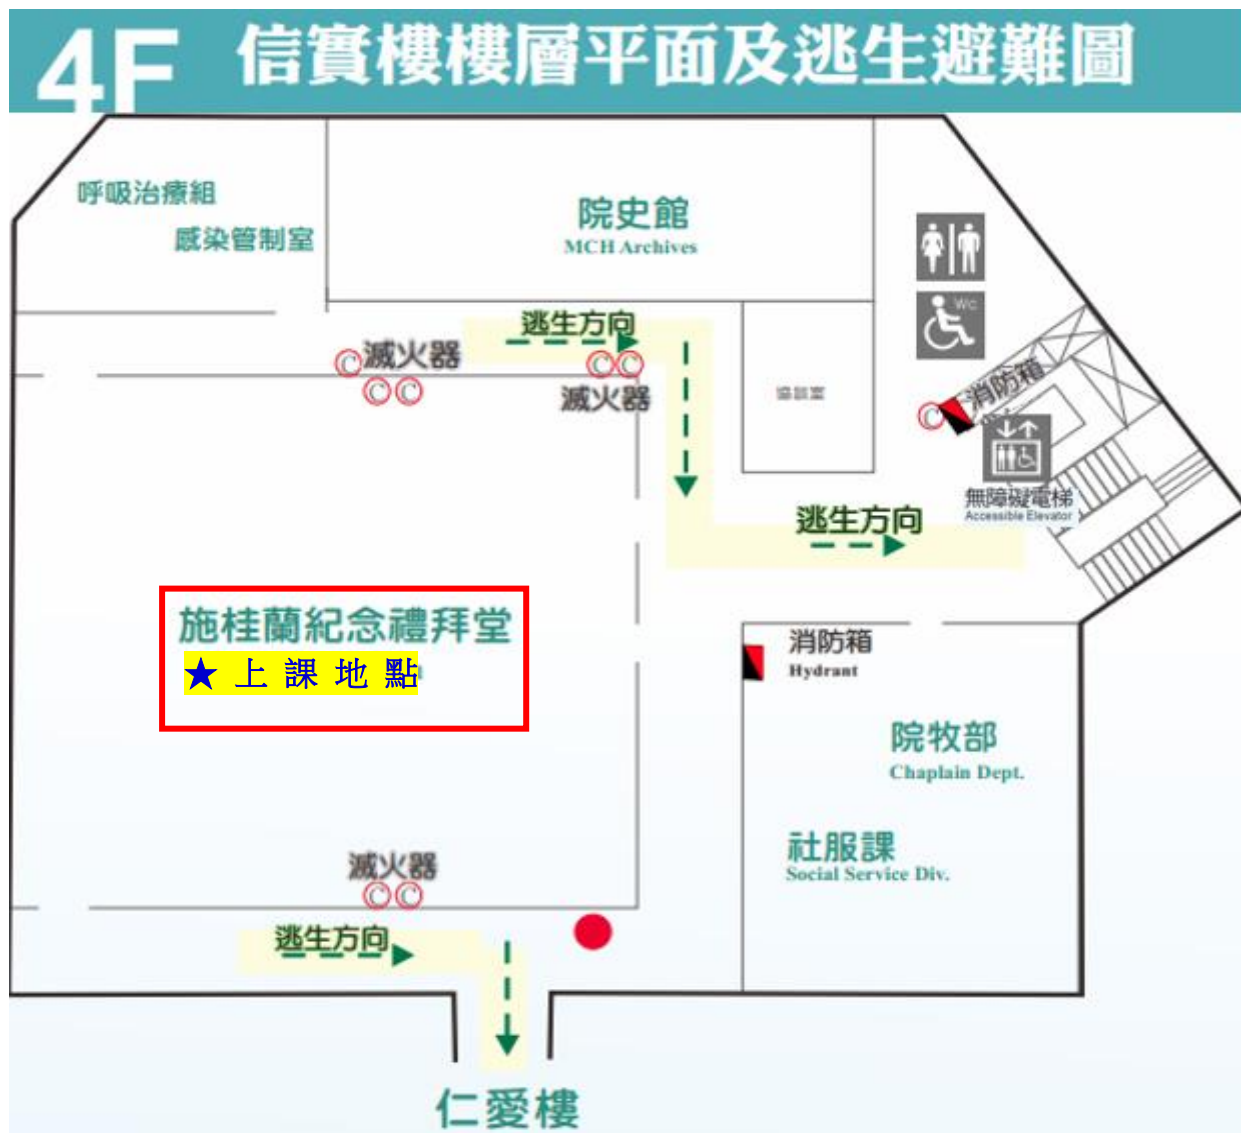 4F 信實樓樓層平面及逃生避難圖
呼吸治療組
感染管制室
院史館
MCH Archives
WC
逃生方向
C 滅火器
C C
C C
滅火器
協談室
消防箱
C
無障礙電梯
Accessible Elevator
逃生方向
施桂蘭紀念禮拜堂
★上課地點
消防箱
Hydrant
院牧部
Chaplain Dept.
社服課
Social Service Div.
滅火器
C C
逃生方向
仁愛樓